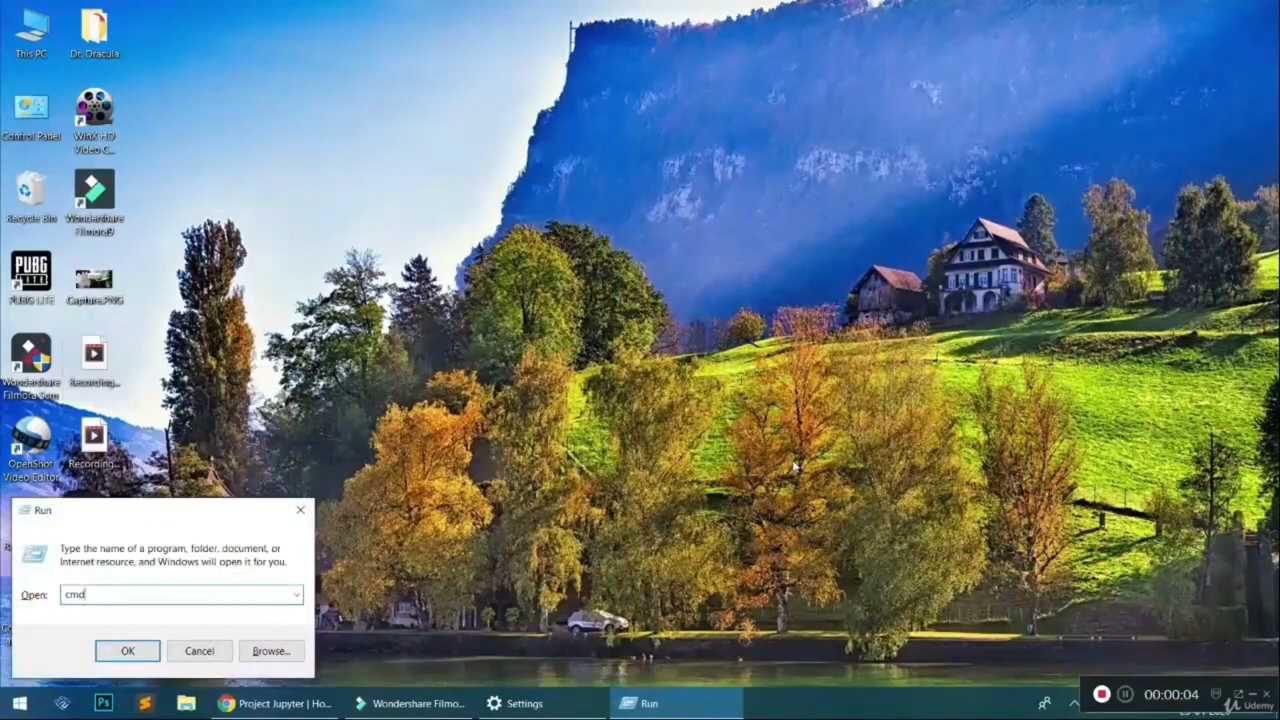 This PC
Dr. Dracula
Control Panel
WinX HD
Video C...
Recycle Bin
Wondershare
Filmora9
PUBG
LITE
PUBG LITE
Capture.PNG
Wondershare
Filmora Scrn
Recording...
OpenShot
Video Editor
Recording...
Run
Type the name of a program, folder, document, or
Internet resource, and Windows will open it for you.
Open:
cmd
OK
Cancel
Browse...
Ps
Project Jupyter | Ho...
Wondershare Filmo...
Settings
Run
00:00:04
Udemy